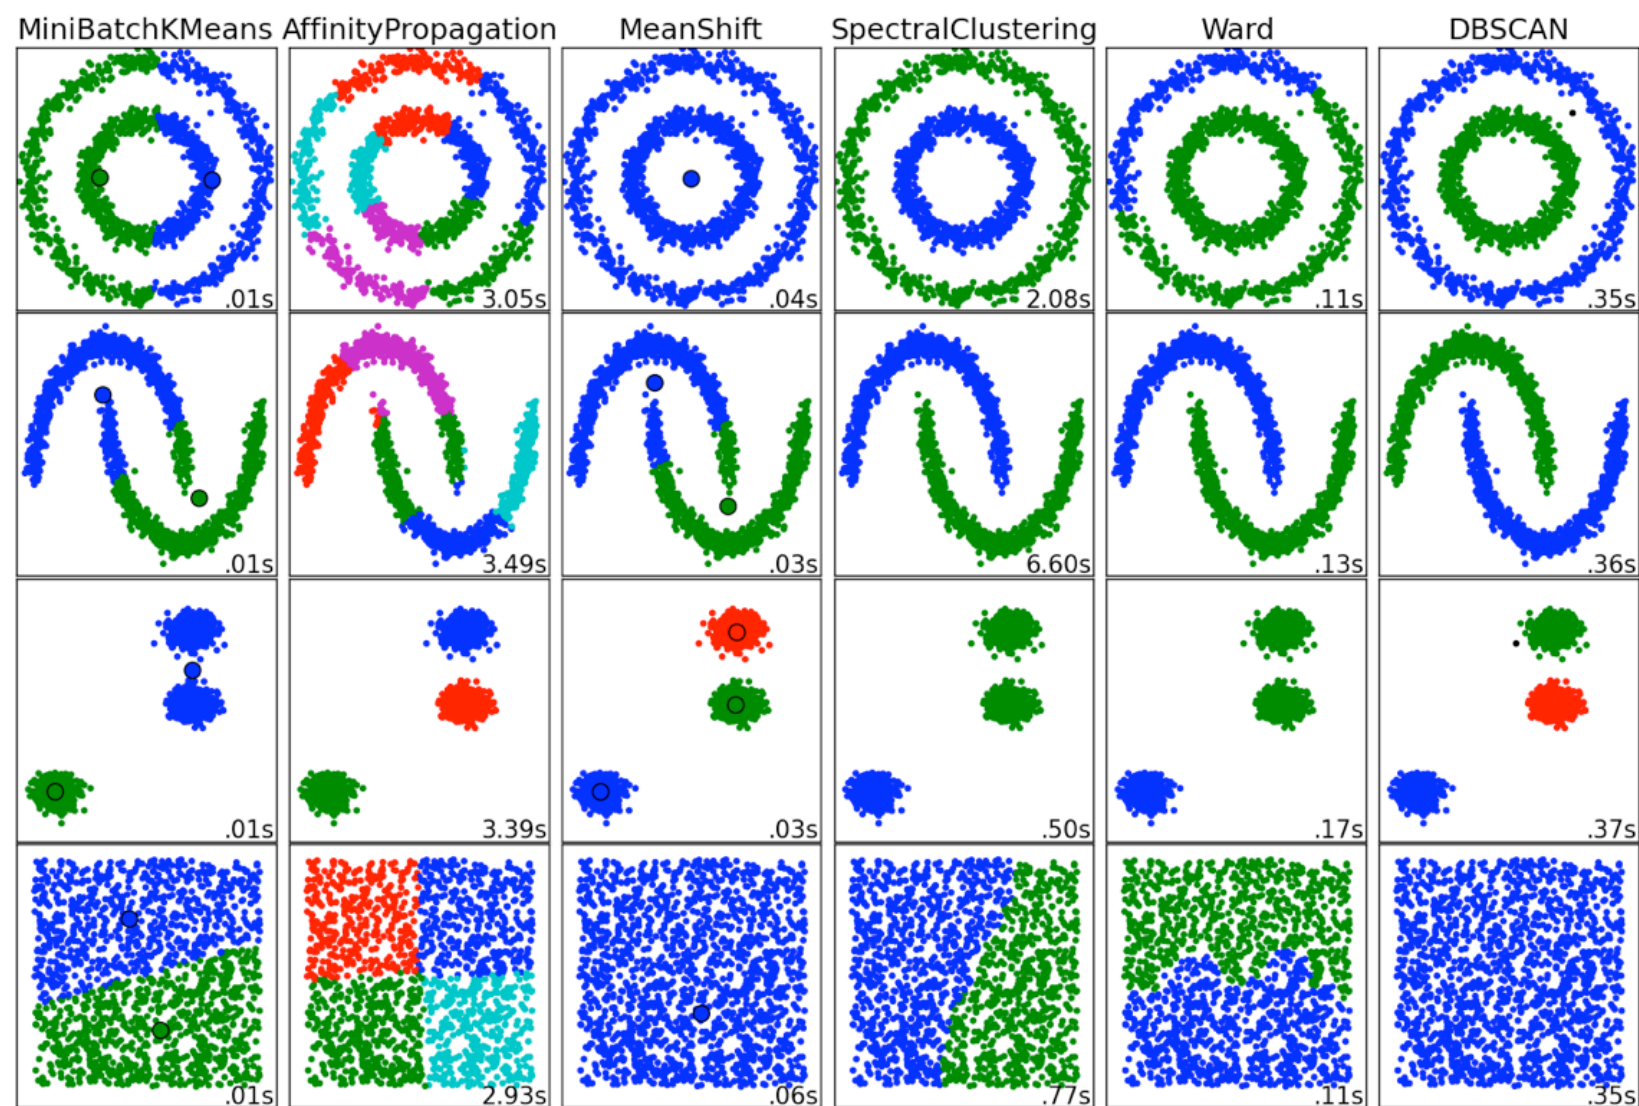 MiniBatchKMeans AffinityPropagation MeanShift SpectralClustering Ward DBSCAN
.01s 3.05s .04s 2.08s .11s .35s
.01s 3.49s .03s 6.60s .13s .36s
.01s 3.39s .03s .50s .17s .37s
.01s 2.93s .06s .77s .11s .35s